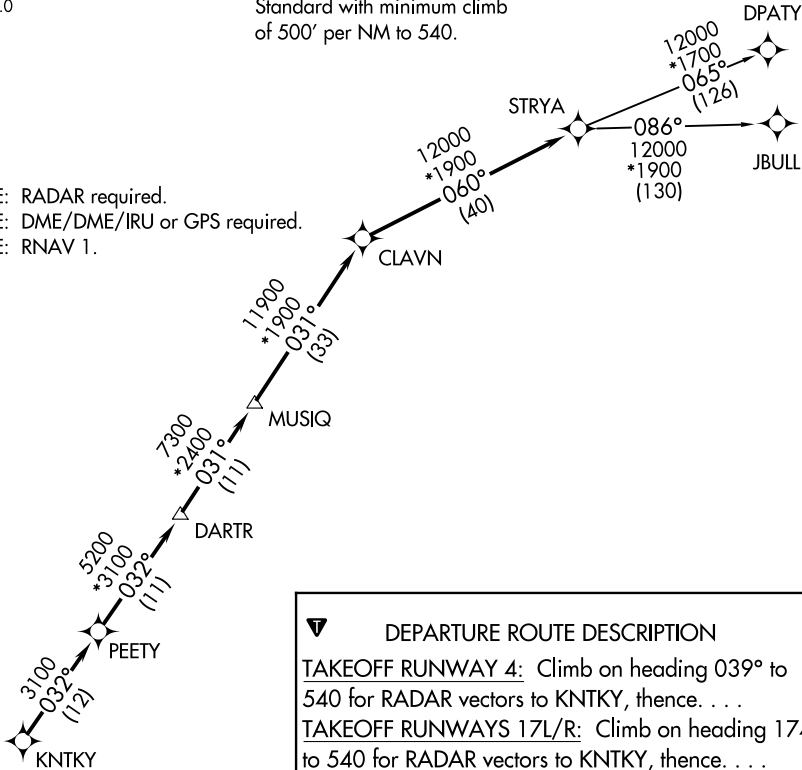 .0
Standard with minimum climb
of 500' per NM to 540.
DPATY
12000
*1700
065°
(126)
STRYA
086°
12000
*1900
(130)
JBULL
12000
*1900
060°
(40)
E: RADAR required.
E: DME/DME/IRU or GPS required.
E: RNAV 1.
CLAVN
11900
*1900
031°
(33)
MUSIQ
7300
*2400
031°
(11)
DARTR
5200
*3100
032°
(11)
PEETY
3100
032°
(12)
KNTKY
T DEPARTURE ROUTE DESCRIPTION
TAKEOFF RUNWAY 4: Climb on heading 039° to
540 for RADAR vectors to KNTKY, thence. . . .
TAKEOFF RUNWAYS 17L/R: Climb on heading 174
to 540 for RADAR vectors to KNTKY, thence. . . .